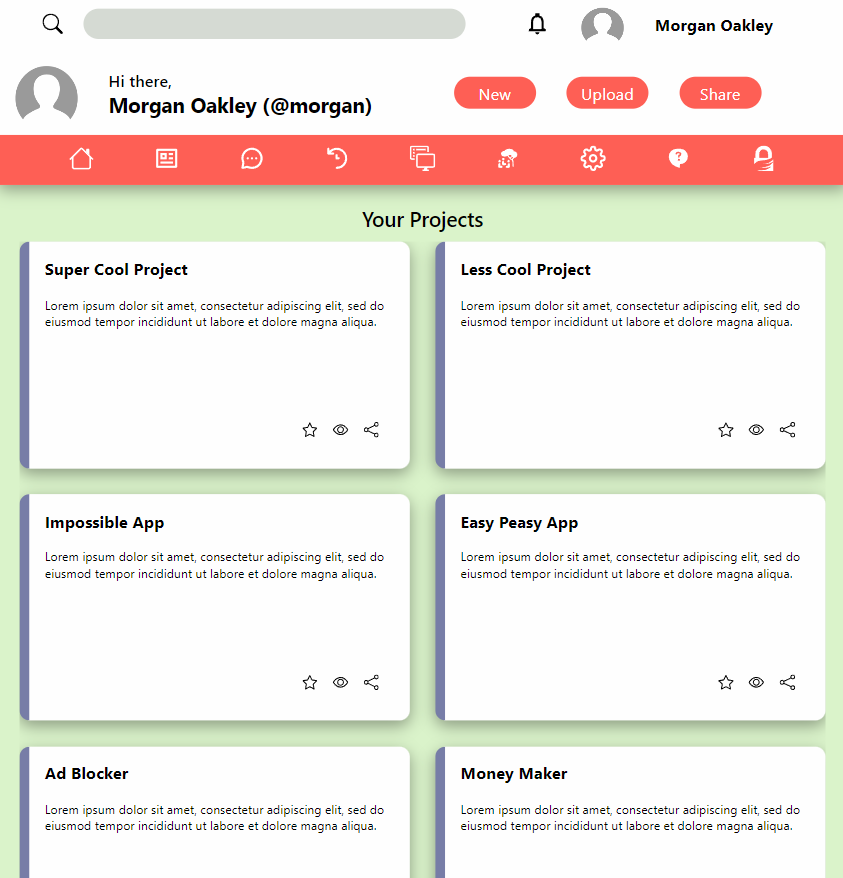 Morgan Oakley
Hi there,
Morgan Oakley (@morgan)
New
Upload
Share
?
Your Projects
Super Cool Project
Lorem ipsum dolor sit amet, consectetur adipiscing elit, sed do
eiusmod tempor incididunt ut labore et dolore magna aliqua.
Less Cool Project
Lorem ipsum dolor sit amet, consectetur adipiscing elit, sed do
eiusmod tempor incididunt ut labore et dolore magna aliqua.
Impossible App
Lorem ipsum dolor sit amet, consectetur adipiscing elit, sed do
eiusmod tempor incididunt ut labore et dolore magna aliqua.
Easy Peasy App
Lorem ipsum dolor sit amet, consectetur adipiscing elit, sed do
eiusmod tempor incididunt ut labore et dolore magna aliqua.
Ad Blocker
Lorem ipsum dolor sit amet, consectetur adipiscing elit, sed do
eiusmod tempor incididunt ut labore et dolore magna aliqua.
Money Maker
Lorem ipsum dolor sit amet, consectetur adipiscing elit, sed do
eiusmod tempor incididunt ut labore et dolore magna aliqua.